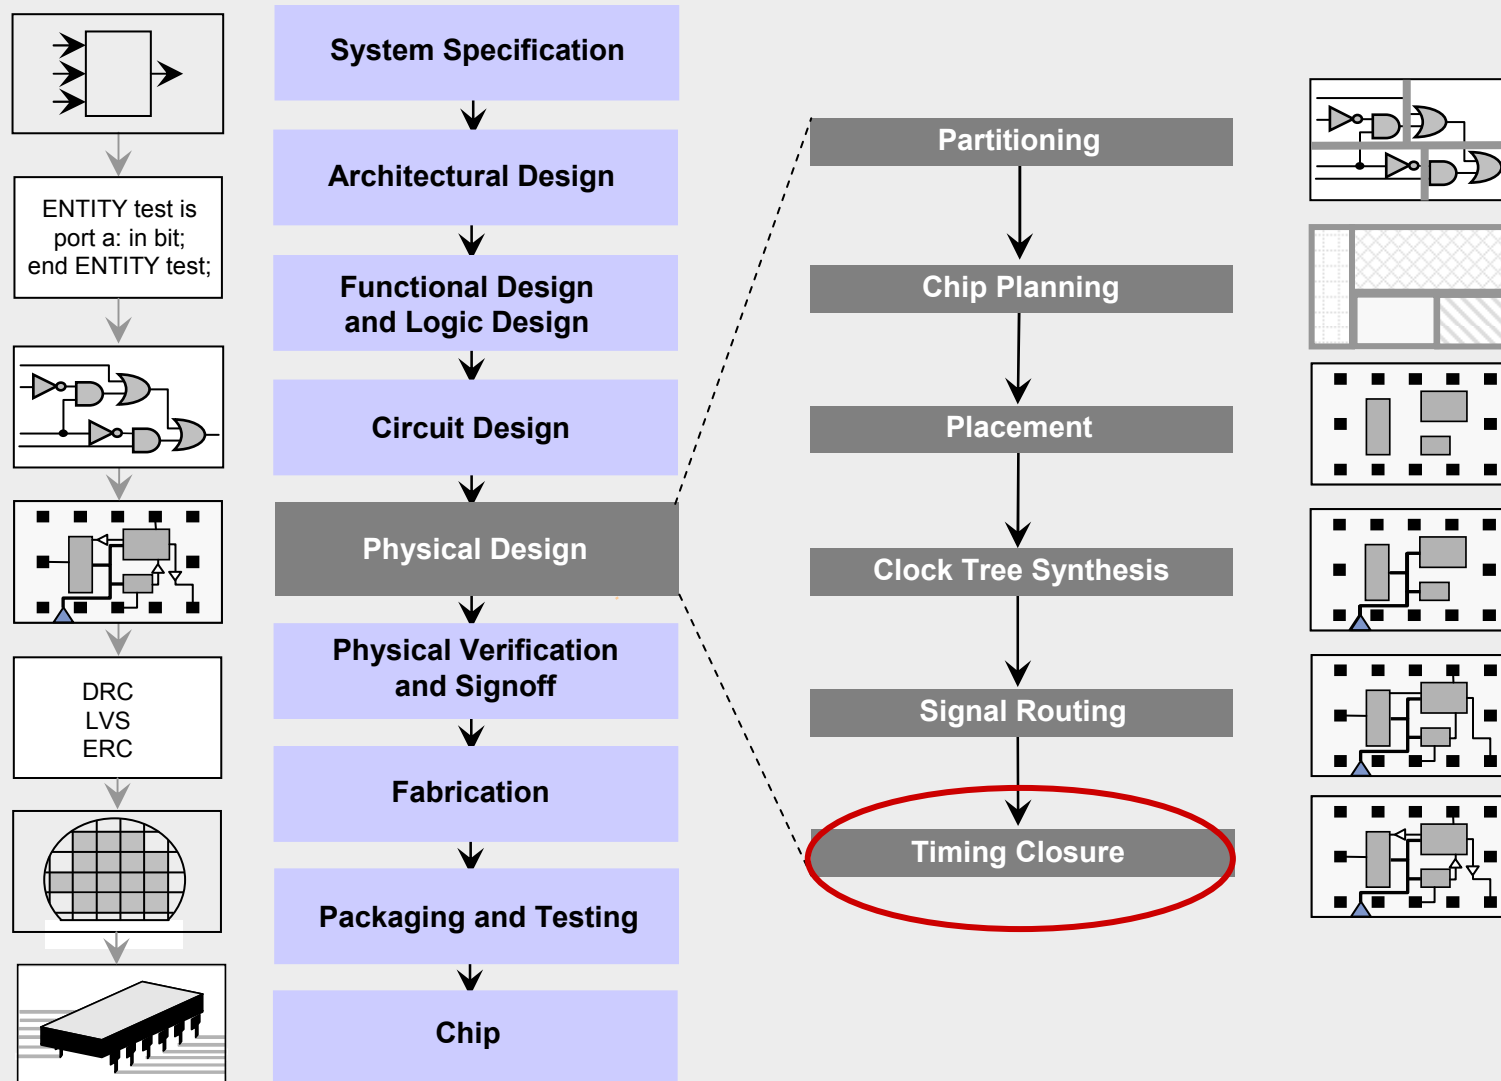 ENTITY test is
port a: in bit;
end ENTITY test;
DRC
LVS
ERC
System Specification
Architectural Design
Functional Design
and Logic Design
Circuit Design
Physical Design
Physical Verification
and Signoff
Fabrication
Packaging and Testing
Chip
Partitioning
Chip Planning
Placement
Clock Tree Synthesis
Signal Routing
Timing Closure